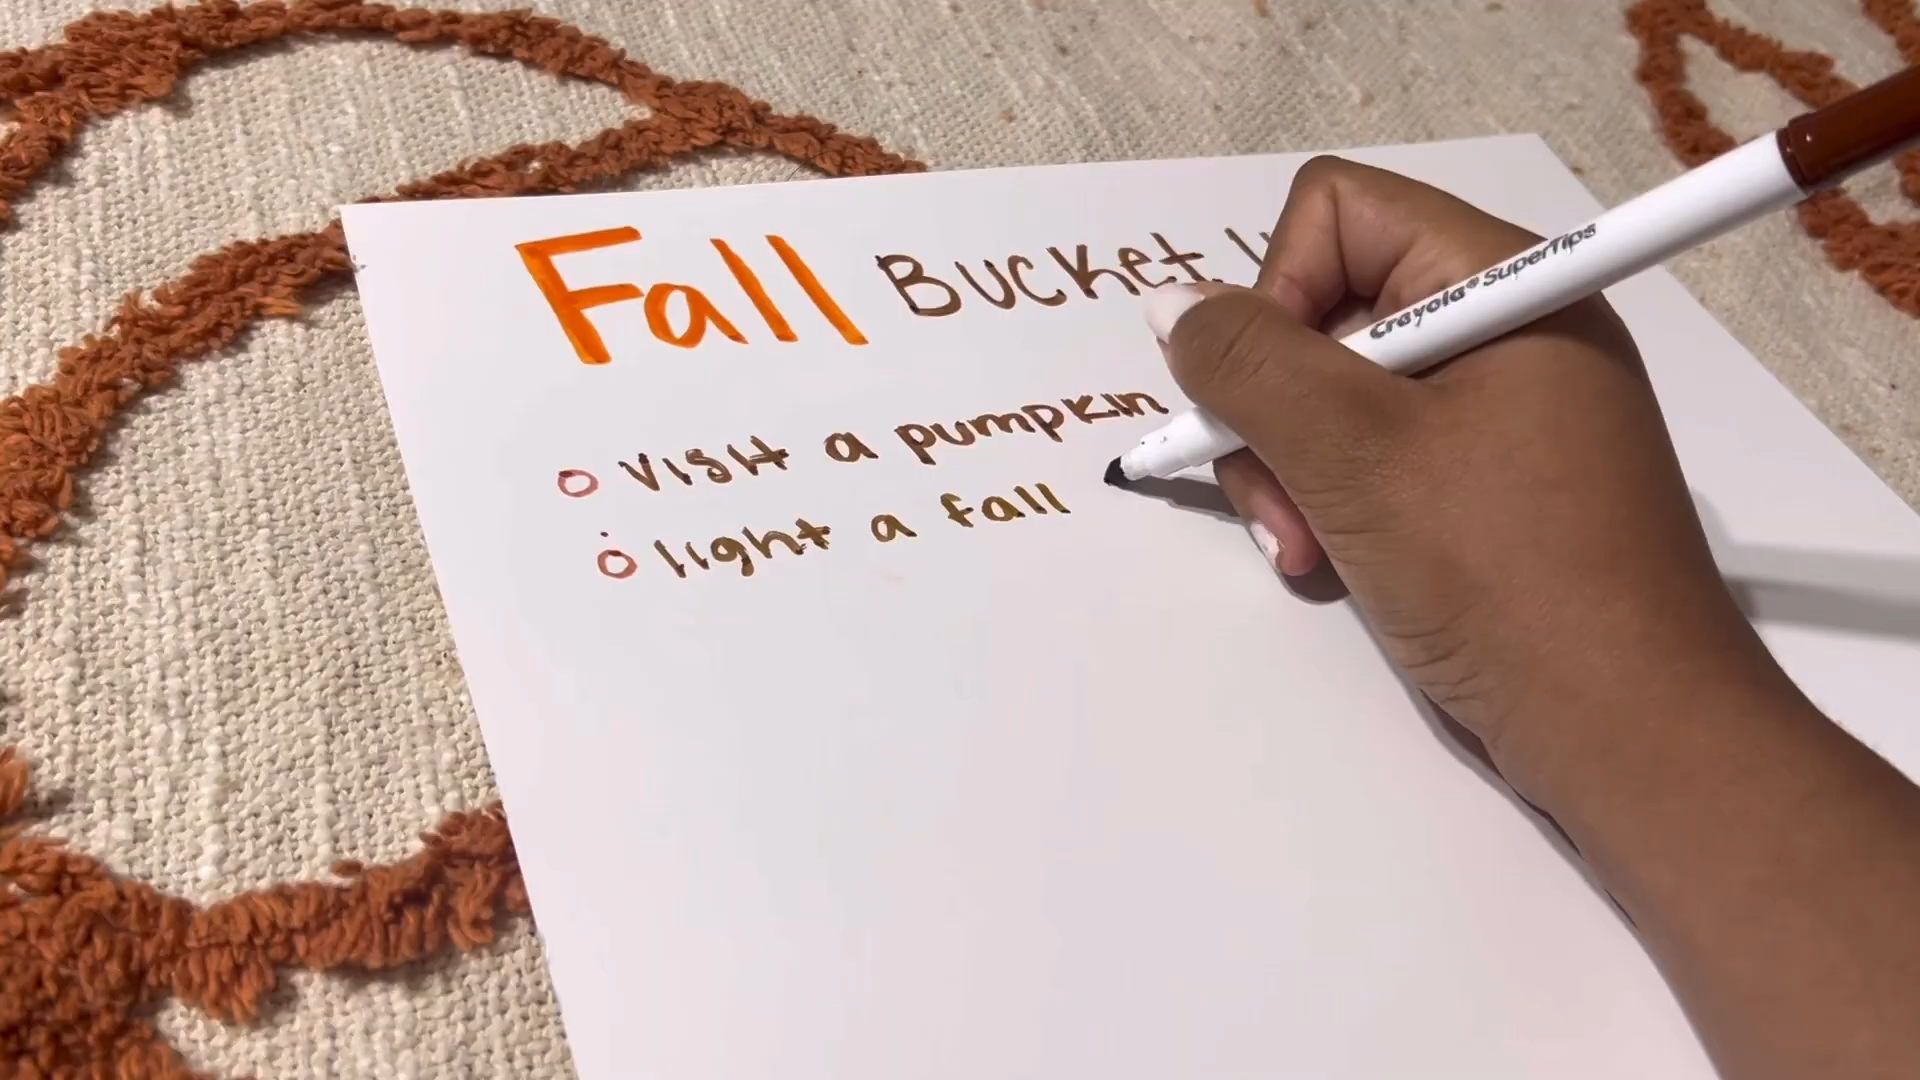 Fall Bucket
visit a pumpkin
light a fall
Crayola® SuperTips